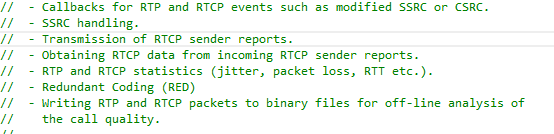 //  - Callbacks for RTP and RTCP events such as modified SSRC or CSRC.
//  - SSRC handling.
//  - Transmission of RTCP sender reports.
//  - Obtaining RTCP data from incoming RTCP sender reports.
//  - RTP and RTCP statistics (jitter, packet loss, RTT etc.).
//  - Redundant Coding (RED)
//  - Writing RTP and RTCP packets to binary files for off-line analysis of
//    the call quality.
//